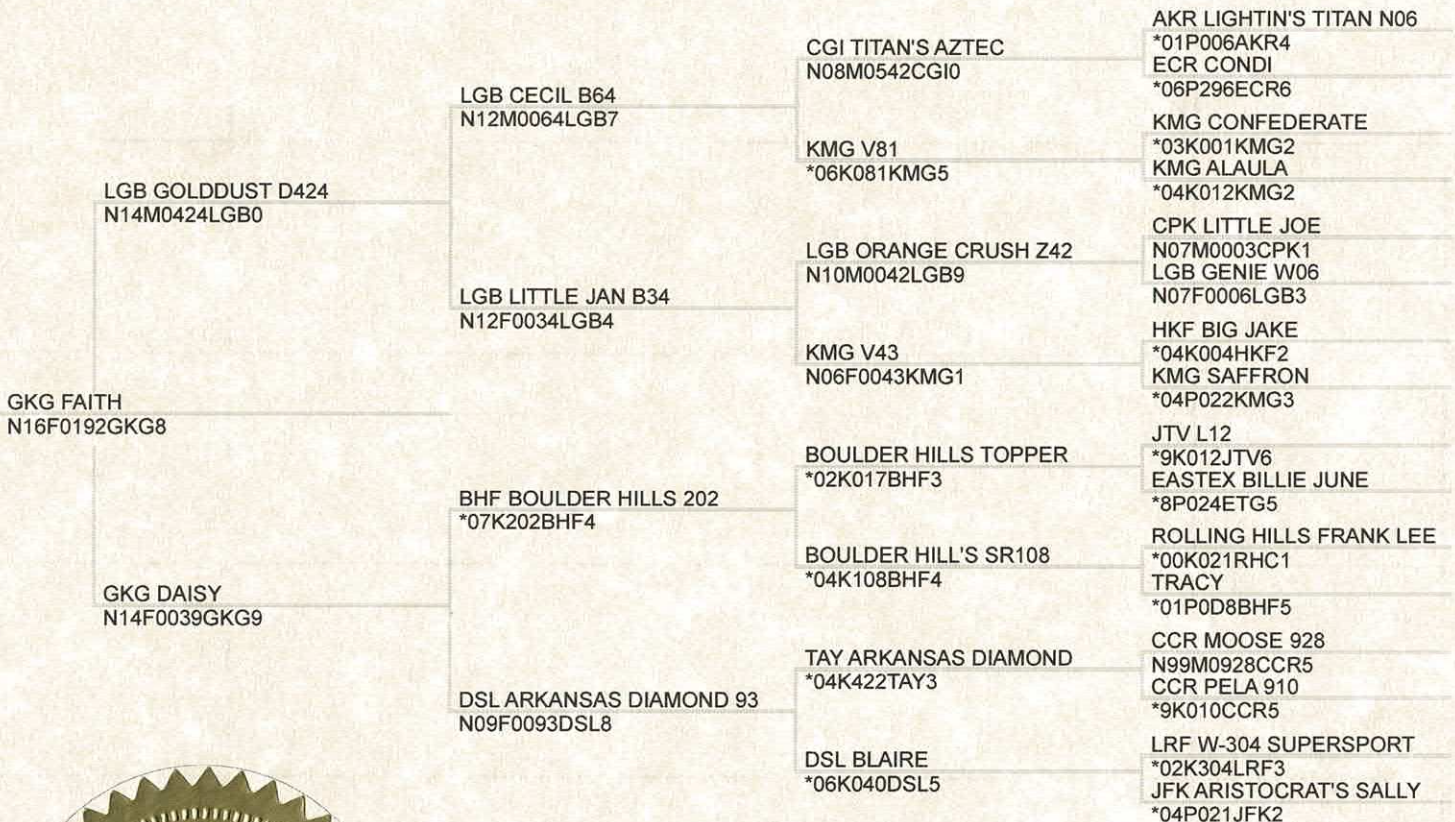 GKG FAITH
N16F0192GKG8
LGB GOLDDUST D424
N14M0424LGB0
GKG DAISY
N14F0039GKG9
LGB CECIL B64
N12M0064LGB7
LGB LITTLE JAN B34
N12F0034LGB4
BHF BOULDER HILLS 202
*07K202BHF4
DSL ARKANSAS DIAMOND 93
N09F0093DSL8
CGI TITAN'S AZTEC
N08M0542CGI0
KMG V81
*06K081KMG5
LGB ORANGE CRUSH Z42
N10M0042LGB9
KMG V43
N06F0043KMG1
BOULDER HILLS TOPPER
*02K017BHF3
BOULDER HILL'S SR108
*04K108BHF4
TAY ARKANSAS DIAMOND
*04K422TAY3
DSL BLAIRE
*06K040DSL5
AKR LIGHTIN'S TITAN N06
*01P006AKR4
ECR CONDI
*06P296ECR6
KMG CONFEDERATE
*03K001KMG2
KMG ALAULA
*04K012KMG2
CPK LITTLE JOE
N07M0003CPK1
LGB GENIE W06
N07F0006LGB3
HKF BIG JAKE
*04K004HKF2
KMG SAFFRON
*04P022KMG3
JTV L12
*9K012JTV6
EASTEX BILLIE JUNE
*8P024ETG5
ROLLING HILLS FRANK LEE
*00K021RHC1
TRACY
*01P0D8BHF5
CCR MOOSE 928
N99M0928CCR5
CCR PELA 910
*9K010CCR5
LRF W-304 SUPERSPORT
*02K304LRF3
JFK ARISTOCRAT'S SALLY
*04P021JFK2